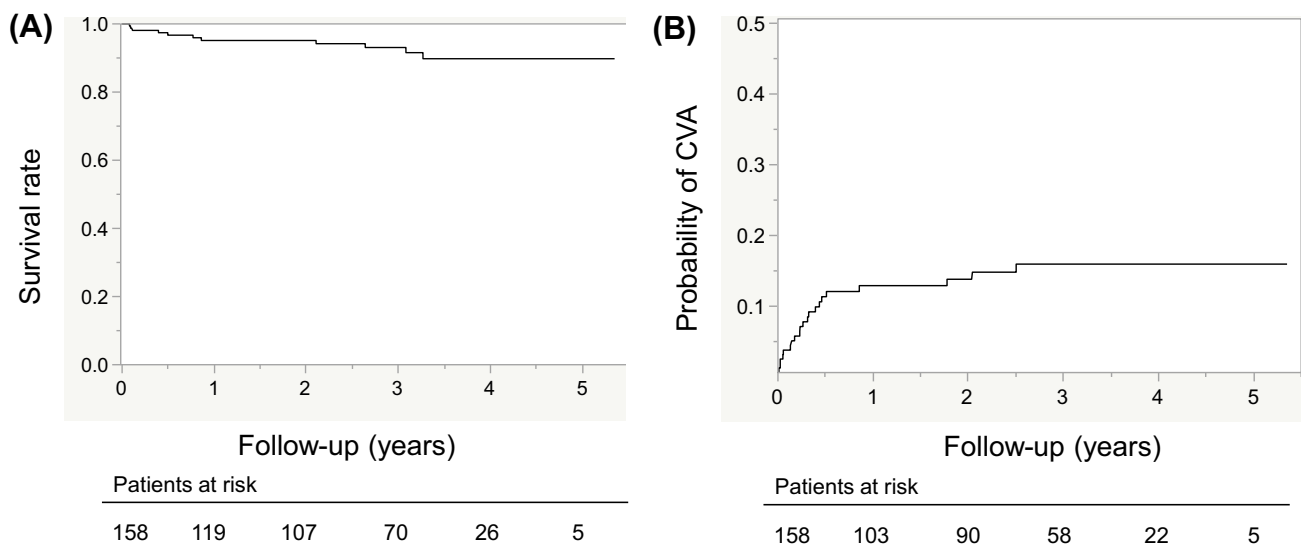 (A)
Survival rate
1.0
0.8
0.6
0.4
0.2
0.0
0 1 2 3 4 5
Follow-up (years)
Patients at risk
158 119 107 70 26 5
(B)
Probability of CVA
0.5
0.4
0.3
0.2
0.1
0 1 2 3 4 5
Follow-up (years)
Patients at risk
158 103 90 58 22 5